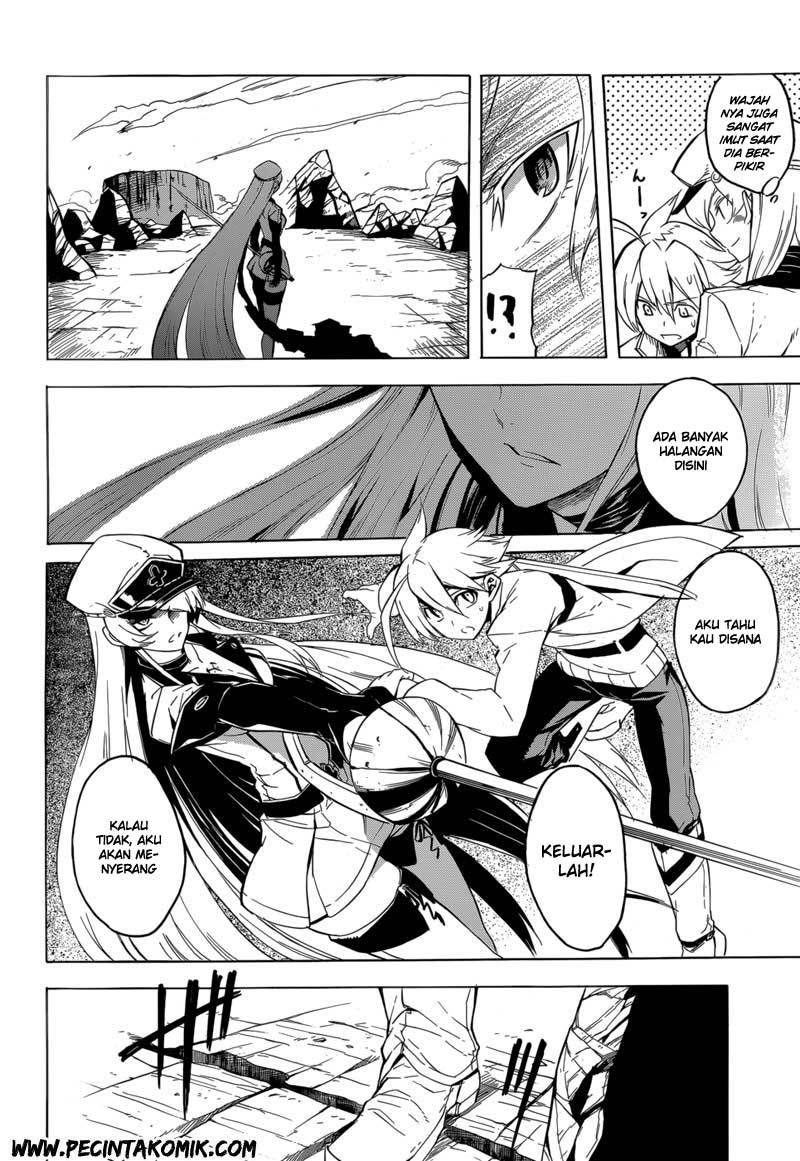 WAJAH
NYA JUGA
SANGAT
IMUT SAAT
DIA BER-
PIKIR
んーっ
!?
ADA BANYAK
HALANGAN
DISINI
AKU TAHU
KAU DISANA
KELUAR-
LAH!
KALAU
TIDAK, AKU
AKAN ME-
NYERANG
WWW.PECINTAKOMIK.COM